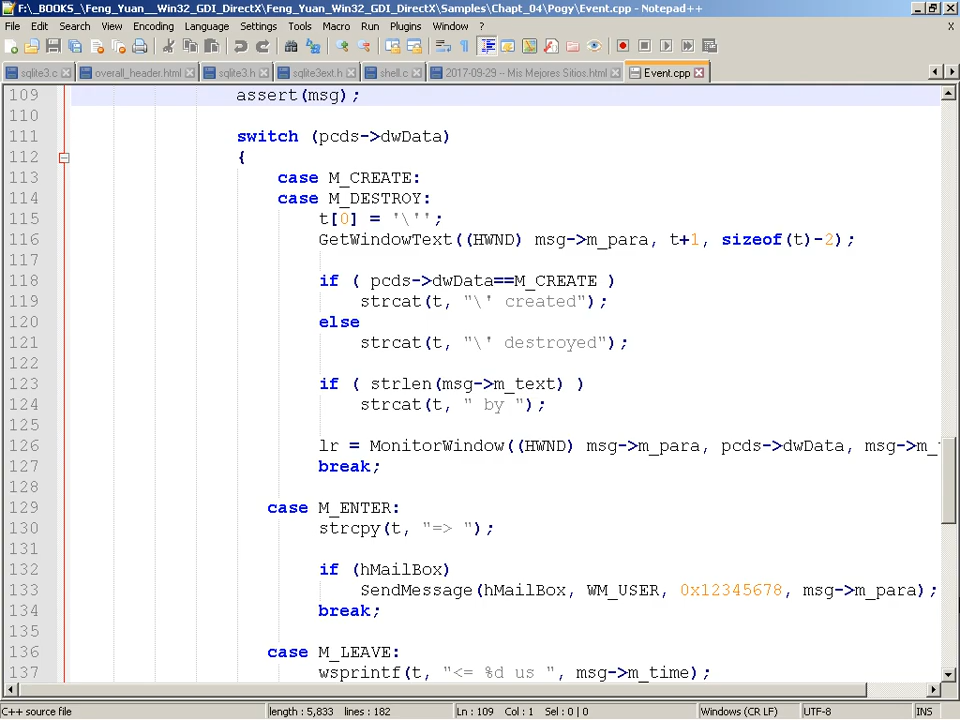 F:\_BOOKS_\Feng_Yuan__Win32_GDI_DirectX\Feng_Yuan_Win32_GDI_DirectX\Samples\Chapt_04\Pogy\Event.cpp - Notepad++
File Edit Search View Encoding Language Settings Tools Macro Run Plugins Window ? X
sqlite3.c overall_header.html sqlite3.h sqlite3ext.h shell.c 2017-09-29 -- Mis Mejores Sitios.html Event.cpp
109 assert(msg);
110
111 switch (pcds->dwData)
112 {
113 case M_CREATE:
114 case M_DESTROY:
115 t[0] = '\'';
116 GetWindowText((HWND) msg->m_para, t+1, sizeof(t)-2);
117
118 if ( pcds->dwData==M_CREATE )
119 strcat(t, "\' created");
120 else
121 strcat(t, "\' destroyed");
122
123 if ( strlen(msg->m_text) )
124 strcat(t, " by ");
125
126 lr = MonitorWindow((HWND) msg->m_para, pcds->dwData, msg->m_
127 break;
128
129 case M_ENTER:
130 strcpy(t, "=> ");
131
132 if (hMailBox)
133 SendMessage(hMailBox, WM_USER, 0x12345678, msg->m_para);
134 break;
135
136 case M_LEAVE:
137 wsprintf(t, "<= %d us ", msg->m_time);
C++ source file length : 5,833 lines : 182 Ln : 109 Col : 1 Sel : 0 | 0 Windows (CR LF) UTF-8 INS